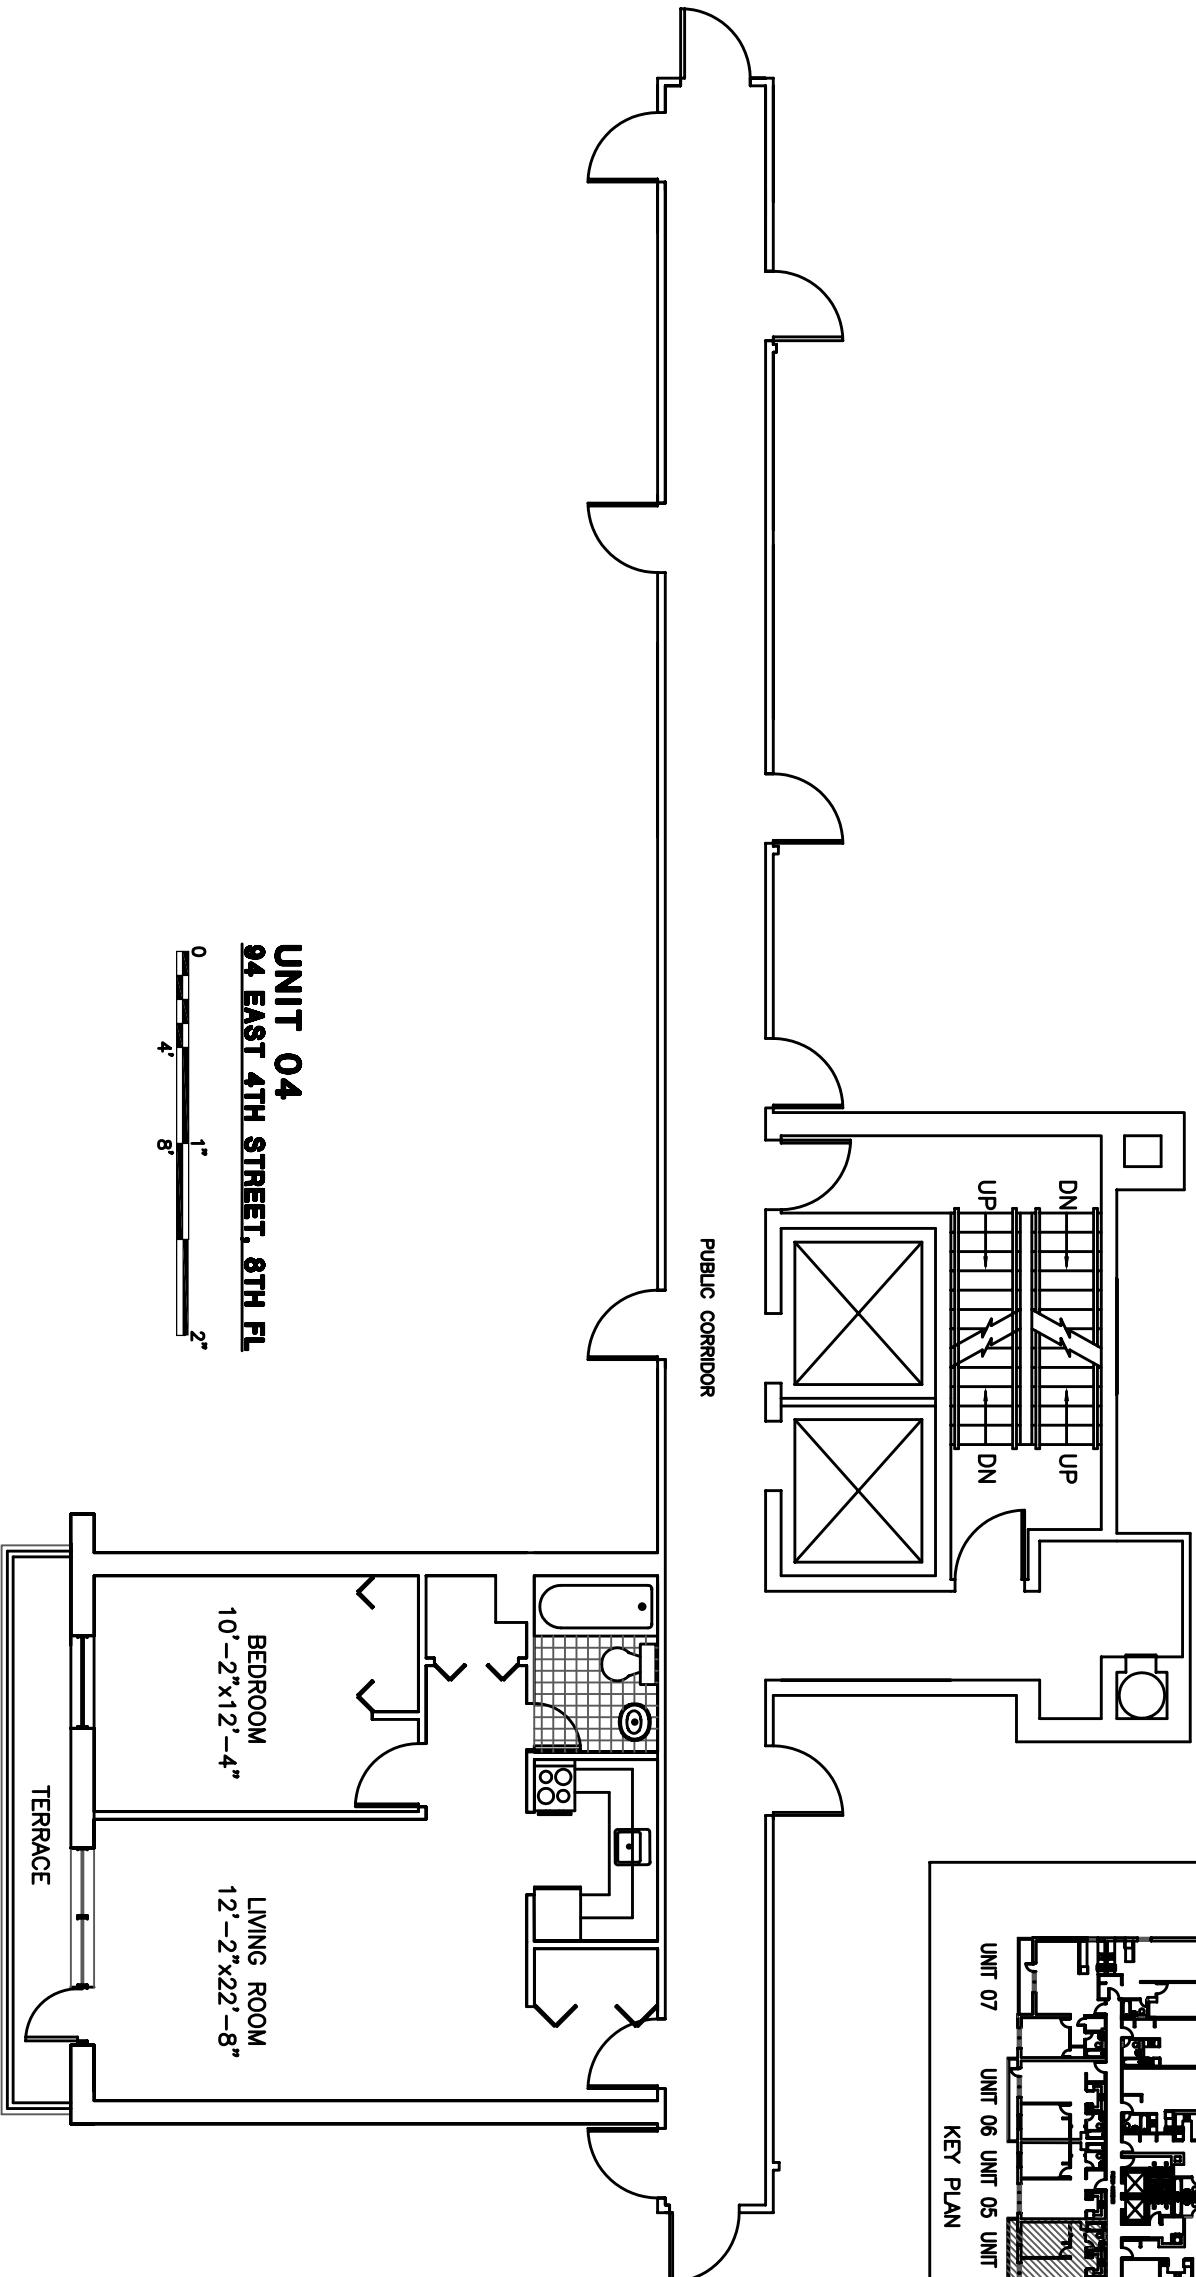 UNIT 04
94 EAST 4TH STREET, 8TH FL
0 1" 2"
4' 8'
PUBLIC CORRIDOR
UP DN
DN UP
BEDROOM
10'-2"x12'-4"
LIVING ROOM
12'-2"x22'-8"
TERRACE
UNIT 07 UNIT 06 UNIT 05 UNIT
KEY PLAN